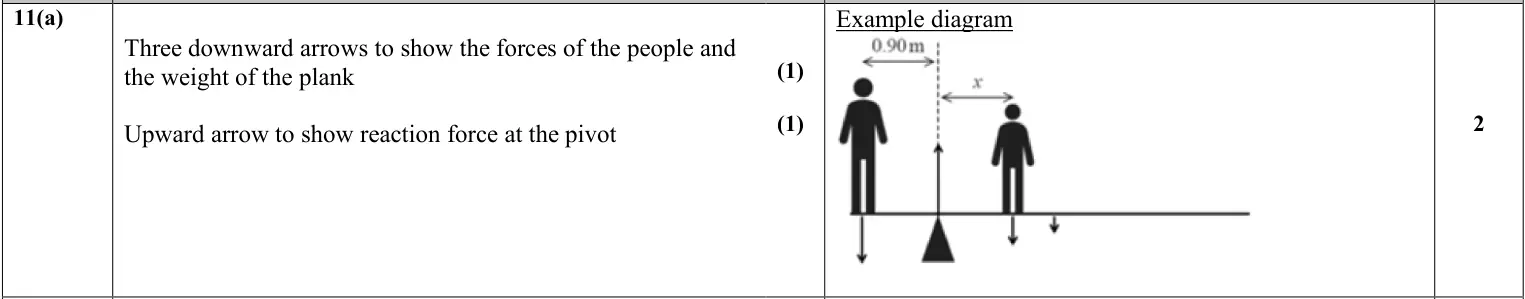 11(a)
Three downward arrows to show the forces of the people and
the weight of the plank
(1)
Upward arrow to show reaction force at the pivot
(1)
Example diagram
0.90 m
x
2